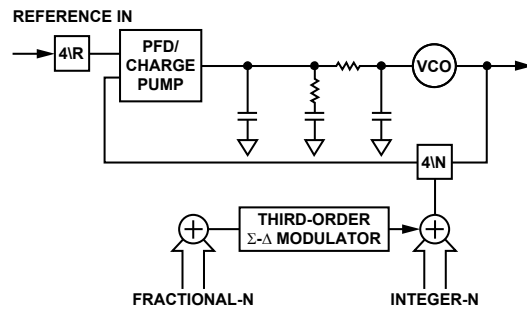 REFERENCE IN
4\R
PFD/
CHARGE
PUMP
VCO
4\N
THIRD-ORDER
Σ-Δ MODULATOR
FRACTIONAL-N
INTEGER-N